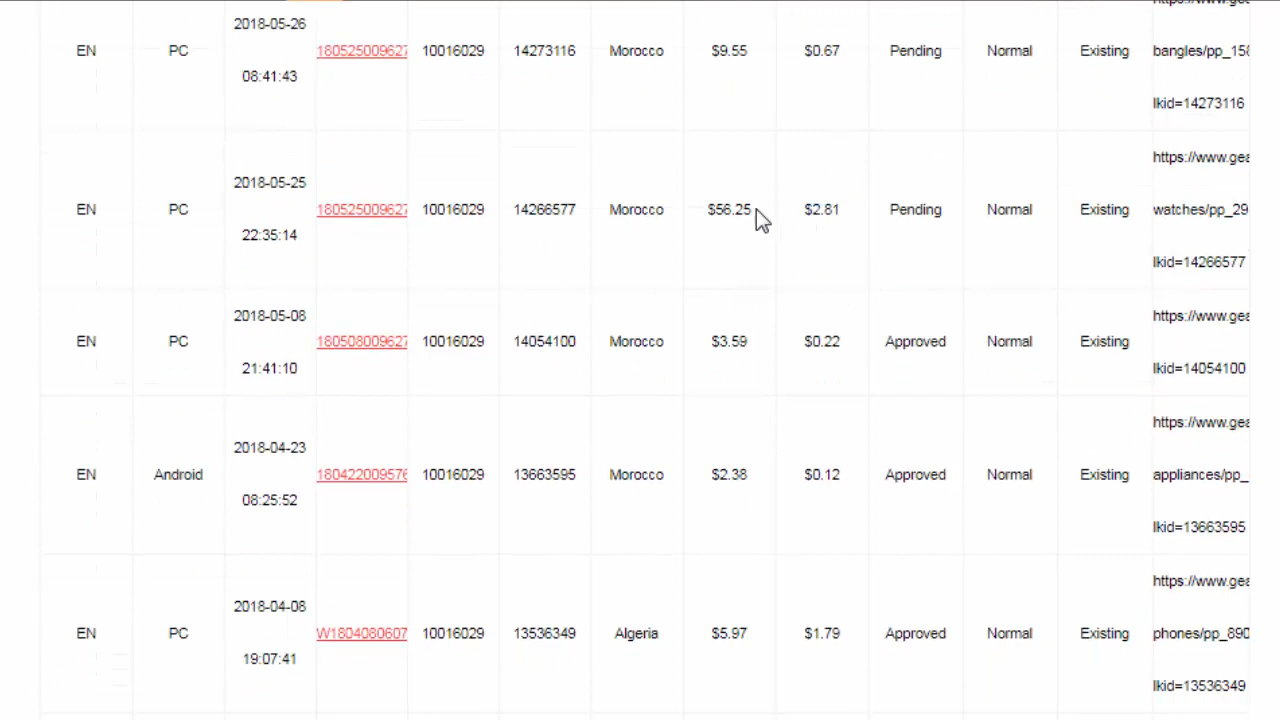 2018-05-26
EN PC 180525009627 10016029 14273116 Morocco $9.55 $0.67 Pending Normal Existing bangles/pp_15
08:41:43
lkid=14273116
https://www.gea
2018-05-25
EN PC 180525009627 10016029 14266577 Morocco $56.25 $2.81 Pending Normal Existing watches/pp_29
22:35:14
lkid=14266577
2018-05-08 https://www.gea
EN PC 180508009627 10016029 14054100 Morocco $3.59 $0.22 Approved Normal Existing
21:41:10 lkid=14054100
https://www.gea
2018-04-23
EN Android 180422009576 10016029 13663595 Morocco $2.38 $0.12 Approved Normal Existing appliances/pp_
08:25:52
lkid=13663595
https://www.gea
2018-04-08
EN PC W1804080607 10016029 13536349 Algeria $5.97 $1.79 Approved Normal Existing phones/pp_890
19:07:41
lkid=13536349